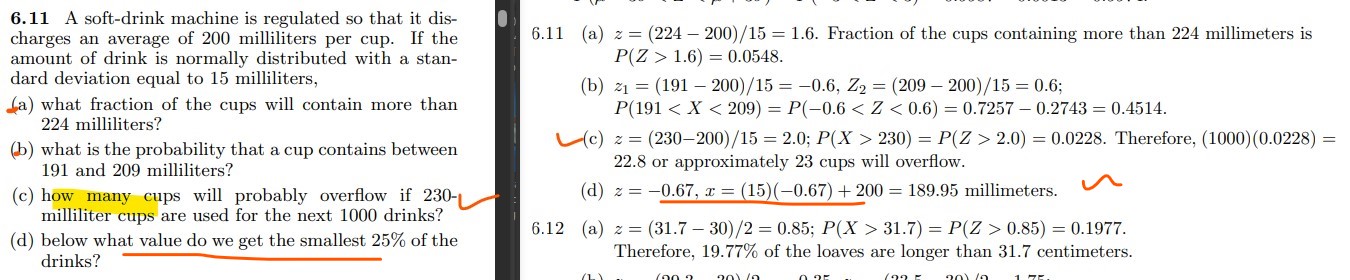 6.11 A soft-drink machine is regulated so that it dis-
charges an average of 200 milliliters per cup. If the
amount of drink is normally distributed with a stan-
dard deviation equal to 15 milliliters,
(a) what fraction of the cups will contain more than
224 milliliters?
(b) what is the probability that a cup contains between
191 and 209 milliliters?
(c) how many cups will probably overflow if 230-
milliliter cups are used for the next 1000 drinks?
(d) below what value do we get the smallest 25% of the
drinks?
6.11 (a) z = (224 − 200)/15 = 1.6. Fraction of the cups containing more than 224 millimeters is
P(Z > 1.6) = 0.0548.
(b) z₁ = (191 − 200)/15 = −0.6, Z₂ = (209 − 200)/15 = 0.6;
P(191 < X < 209) = P(−0.6 < Z < 0.6) = 0.7257 − 0.2743 = 0.4514.
(c) z = (230−200)/15 = 2.0; P(X > 230) = P(Z > 2.0) = 0.0228. Therefore, (1000)(0.0228) =
22.8 or approximately 23 cups will overflow.
(d) z = −0.67, x = (15)(−0.67) + 200 = 189.95 millimeters.
6.12 (a) z = (31.7 − 30)/2 = 0.85; P(X > 31.7) = P(Z > 0.85) = 0.1977.
Therefore, 19.77% of the loaves are longer than 31.7 centimeters.